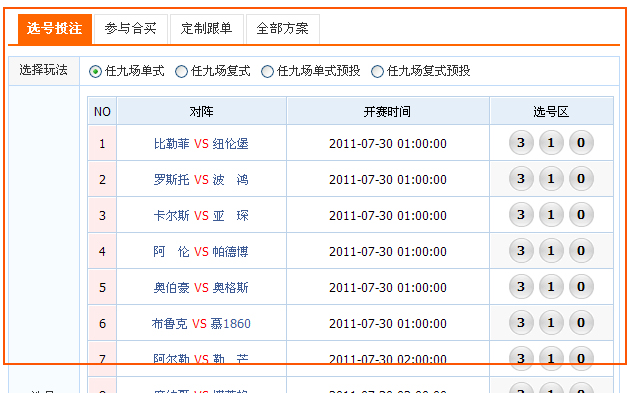 选号投注 参与合买 定制跟单 全部方案
选择玩法 任九场单式 任九场复式 任九场单式预投 任九场复式预投
NO 对阵 开赛时间 选号区
1 比勒菲 VS 纽伦堡 2011-07-30 01:00:00 3 1 0
2 罗斯托 VS 波 鸿 2011-07-30 01:00:00 3 1 0
3 卡尔斯 VS 亚 琛 2011-07-30 01:00:00 3 1 0
4 阿 伦 VS 帕德博 2011-07-30 01:00:00 3 1 0
5 奥伯豪 VS 奥格斯 2011-07-30 01:00:00 3 1 0
6 布鲁克 VS 慕1860 2011-07-30 01:00:00 3 1 0
7 阿尔勒 VS 勒 芒 2011-07-30 02:00:00 3 1 0